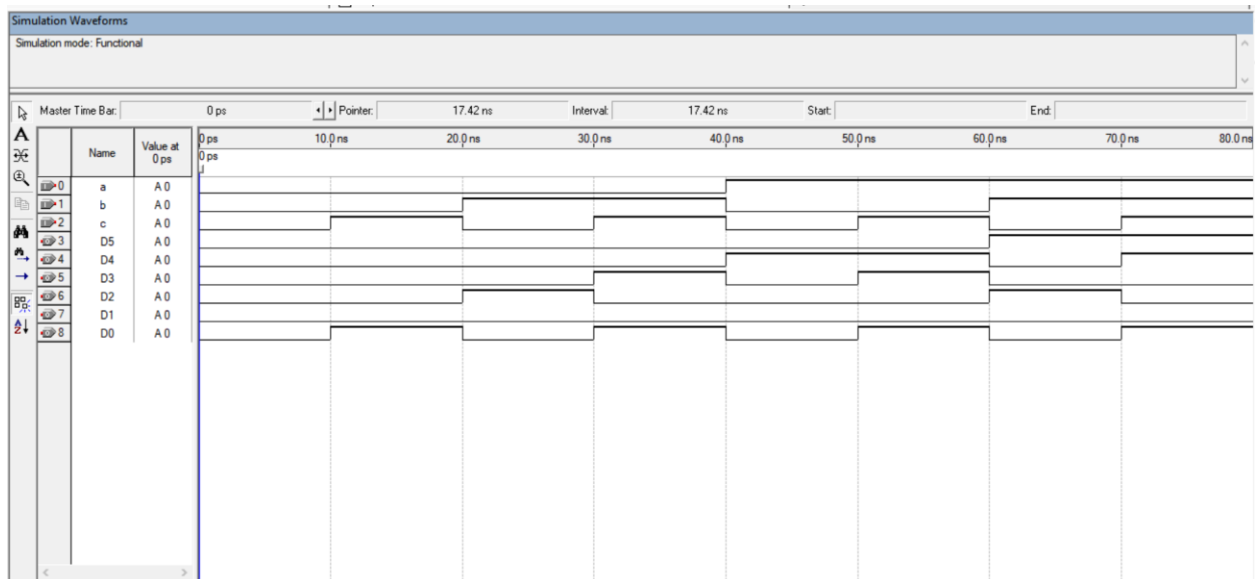 Simulation Waveforms
Simulation mode: Functional
Master Time Bar: 0 ps Pointer: 17.42 ns Interval: 17.42 ns Start: End:
A
Name Value at 0 ps
0 ps 10.0 ns 20.0 ns 30.0 ns 40.0 ns 50.0 ns 60.0 ns 70.0 ns 80.0 ns
0 ps
0 a A 0
1 b A 0
2 c A 0
3 D5 A 0
4 D4 A 0
5 D3 A 0
6 D2 A 0
7 D1 A 0
8 D0 A 0